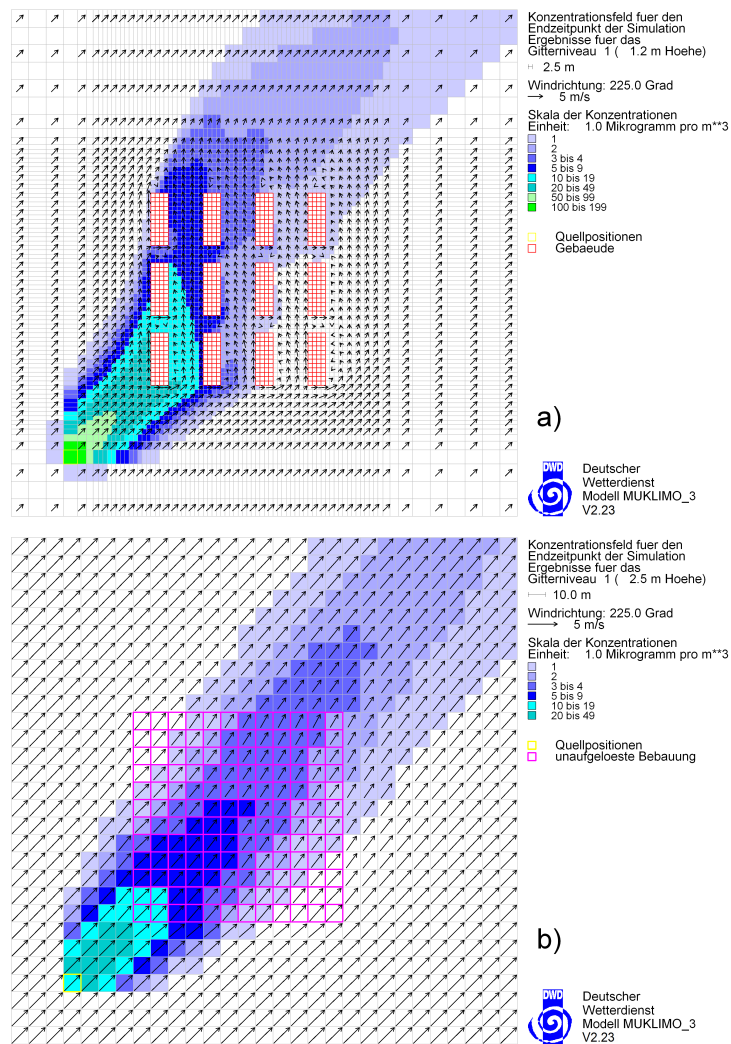 Konzentrationsfeld fuer den
Endzeitpunkt der Simulation
Ergebnisse fuer das
Gitterniveau 1 ( 1.2 m Hoehe)
2.5 m
Windrichtung: 225.0 Grad
5 m/s
Skala der Konzentrationen
Einheit: 1.0 Mikrogramm pro m**3
1
2
3 bis 4
5 bis 9
10 bis 19
20 bis 49
50 bis 99
100 bis 199
Quellpositionen
Gebaeude
a)
DWD
Deutscher
Wetterdienst
Modell MUKLIMO_3
V2.23
Konzentrationsfeld fuer den
Endzeitpunkt der Simulation
Ergebnisse fuer das
Gitterniveau 1 ( 2.5 m Hoehe)
10.0 m
Windrichtung: 225.0 Grad
5 m/s
Skala der Konzentrationen
Einheit: 1.0 Mikrogramm pro m**3
1
2
3 bis 4
5 bis 9
10 bis 19
20 bis 49
Quellpositionen
unaufgeloeste Bebauung
b)
DWD
Deutscher
Wetterdienst
Modell MUKLIMO_3
V2.23